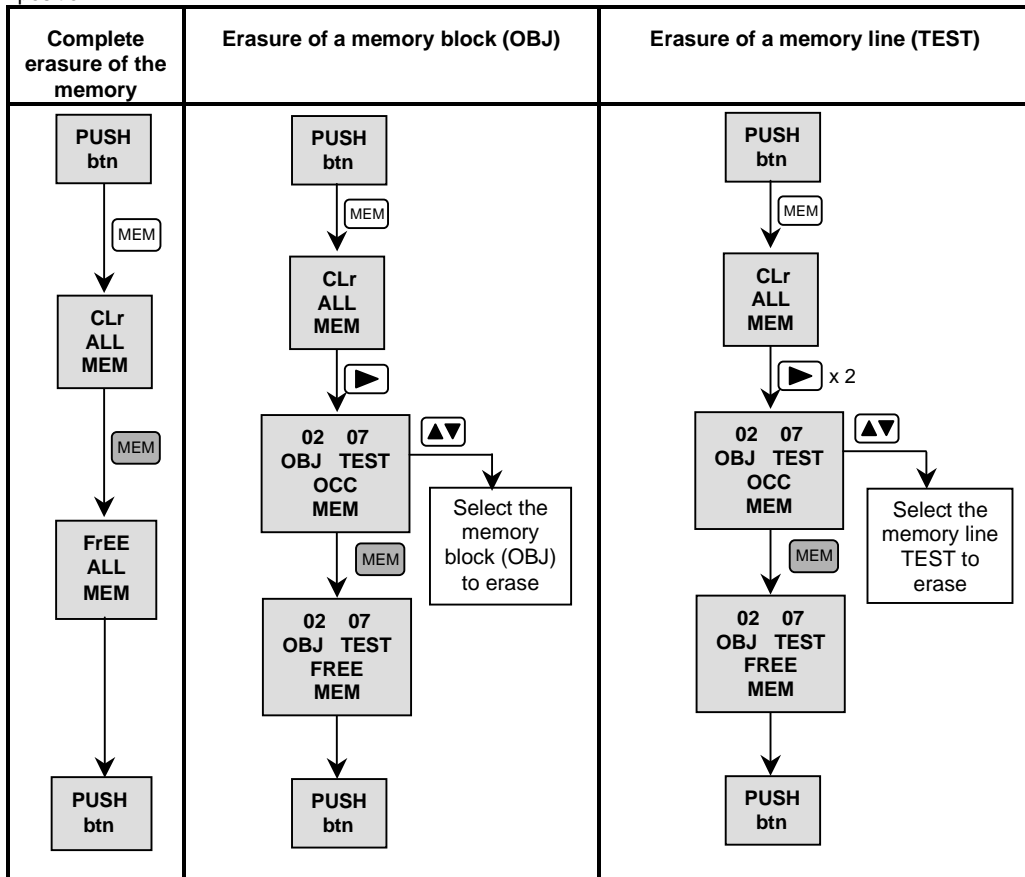 Complete
erasure of the
memory
Erasure of a memory block (OBJ)
Erasure of a memory line (TEST)
PUSH
btn
MEM
CLr
ALL
MEM
MEM
FrEE
ALL
MEM
PUSH
btn
PUSH
btn
MEM
CLr
ALL
MEM
02 07
OBJ TEST
OCC
MEM
Select the
memory
block (OBJ)
to erase
MEM
02 07
OBJ TEST
FREE
MEM
PUSH
btn
PUSH
btn
MEM
CLr
ALL
MEM
x 2
02 07
OBJ TEST
OCC
MEM
Select the
memory line
TEST to
erase
MEM
02 07
OBJ TEST
FREE
MEM
PUSH
btn